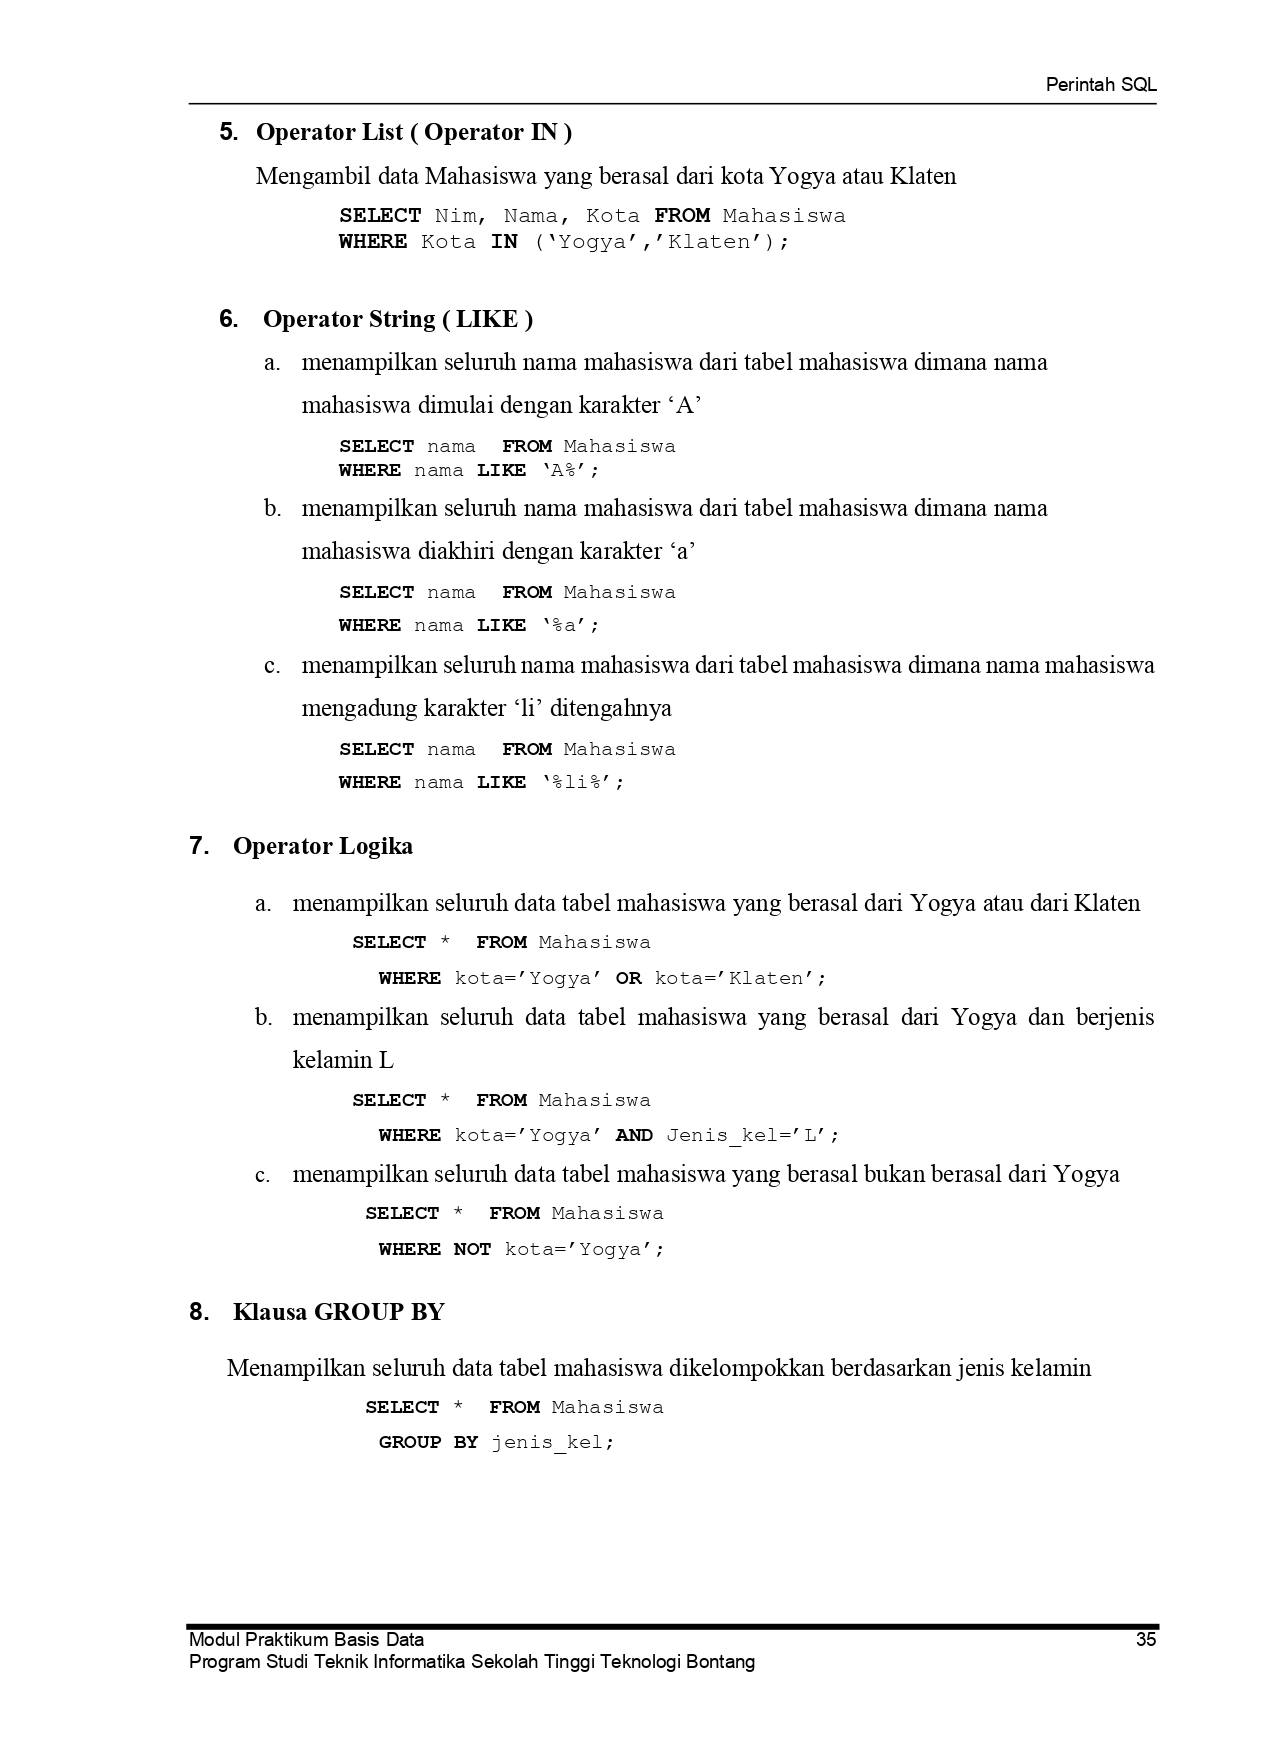 Perintah SQL
5. Operator List ( Operator IN )
Mengambil data Mahasiswa yang berasal dari kota Yogya atau Klaten
SELECT Nim, Nama, Kota FROM Mahasiswa
WHERE Kota IN (‘Yogya’,’Klaten’);
6. Operator String ( LIKE )
a. menampilkan seluruh nama mahasiswa dari tabel mahasiswa dimana nama
mahasiswa dimulai dengan karakter ‘A’
SELECT nama FROM Mahasiswa
WHERE nama LIKE ‘A%’;
b. menampilkan seluruh nama mahasiswa dari tabel mahasiswa dimana nama
mahasiswa diakhiri dengan karakter ‘a’
SELECT nama FROM Mahasiswa
WHERE nama LIKE ‘%a’;
c. menampilkan seluruh nama mahasiswa dari tabel mahasiswa dimana nama mahasiswa
mengadung karakter ‘li’ ditengahnya
SELECT nama FROM Mahasiswa
WHERE nama LIKE ‘%li%’;
7. Operator Logika
a. menampilkan seluruh data tabel mahasiswa yang berasal dari Yogya atau dari Klaten
SELECT * FROM Mahasiswa
WHERE kota=’Yogya’ OR kota=’Klaten’;
b. menampilkan seluruh data tabel mahasiswa yang berasal dari Yogya dan berjenis
kelamin L
SELECT * FROM Mahasiswa
WHERE kota=’Yogya’ AND Jenis_kel=’L’;
c. menampilkan seluruh data tabel mahasiswa yang berasal bukan berasal dari Yogya
SELECT * FROM Mahasiswa
WHERE NOT kota=’Yogya’;
8. Klausa GROUP BY
Menampilkan seluruh data tabel mahasiswa dikelompokkan berdasarkan jenis kelamin
SELECT * FROM Mahasiswa
GROUP BY jenis_kel;
Modul Praktikum Basis Data 35
Program Studi Teknik Informatika Sekolah Tinggi Teknologi Bontang